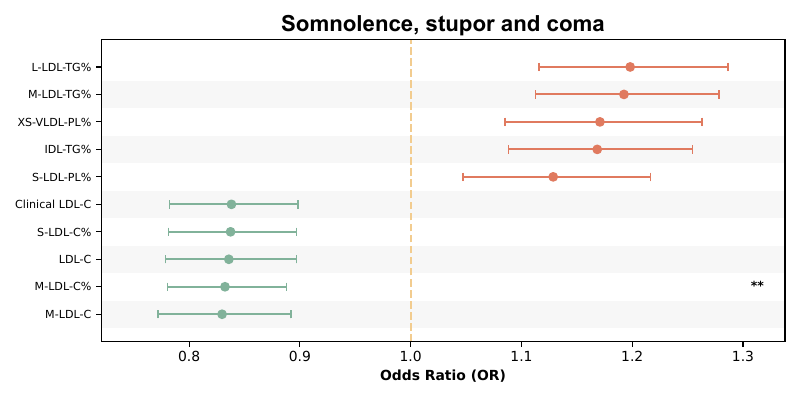 Somnolence, stupor and coma
L-LDL-TG%
M-LDL-TG%
XS-VLDL-PL%
IDL-TG%
S-LDL-PL%
Clinical LDL-C
S-LDL-C%
LDL-C
M-LDL-C%
**
M-LDL-C
0.8 0.9 1.0 1.1 1.2 1.3
Odds Ratio (OR)